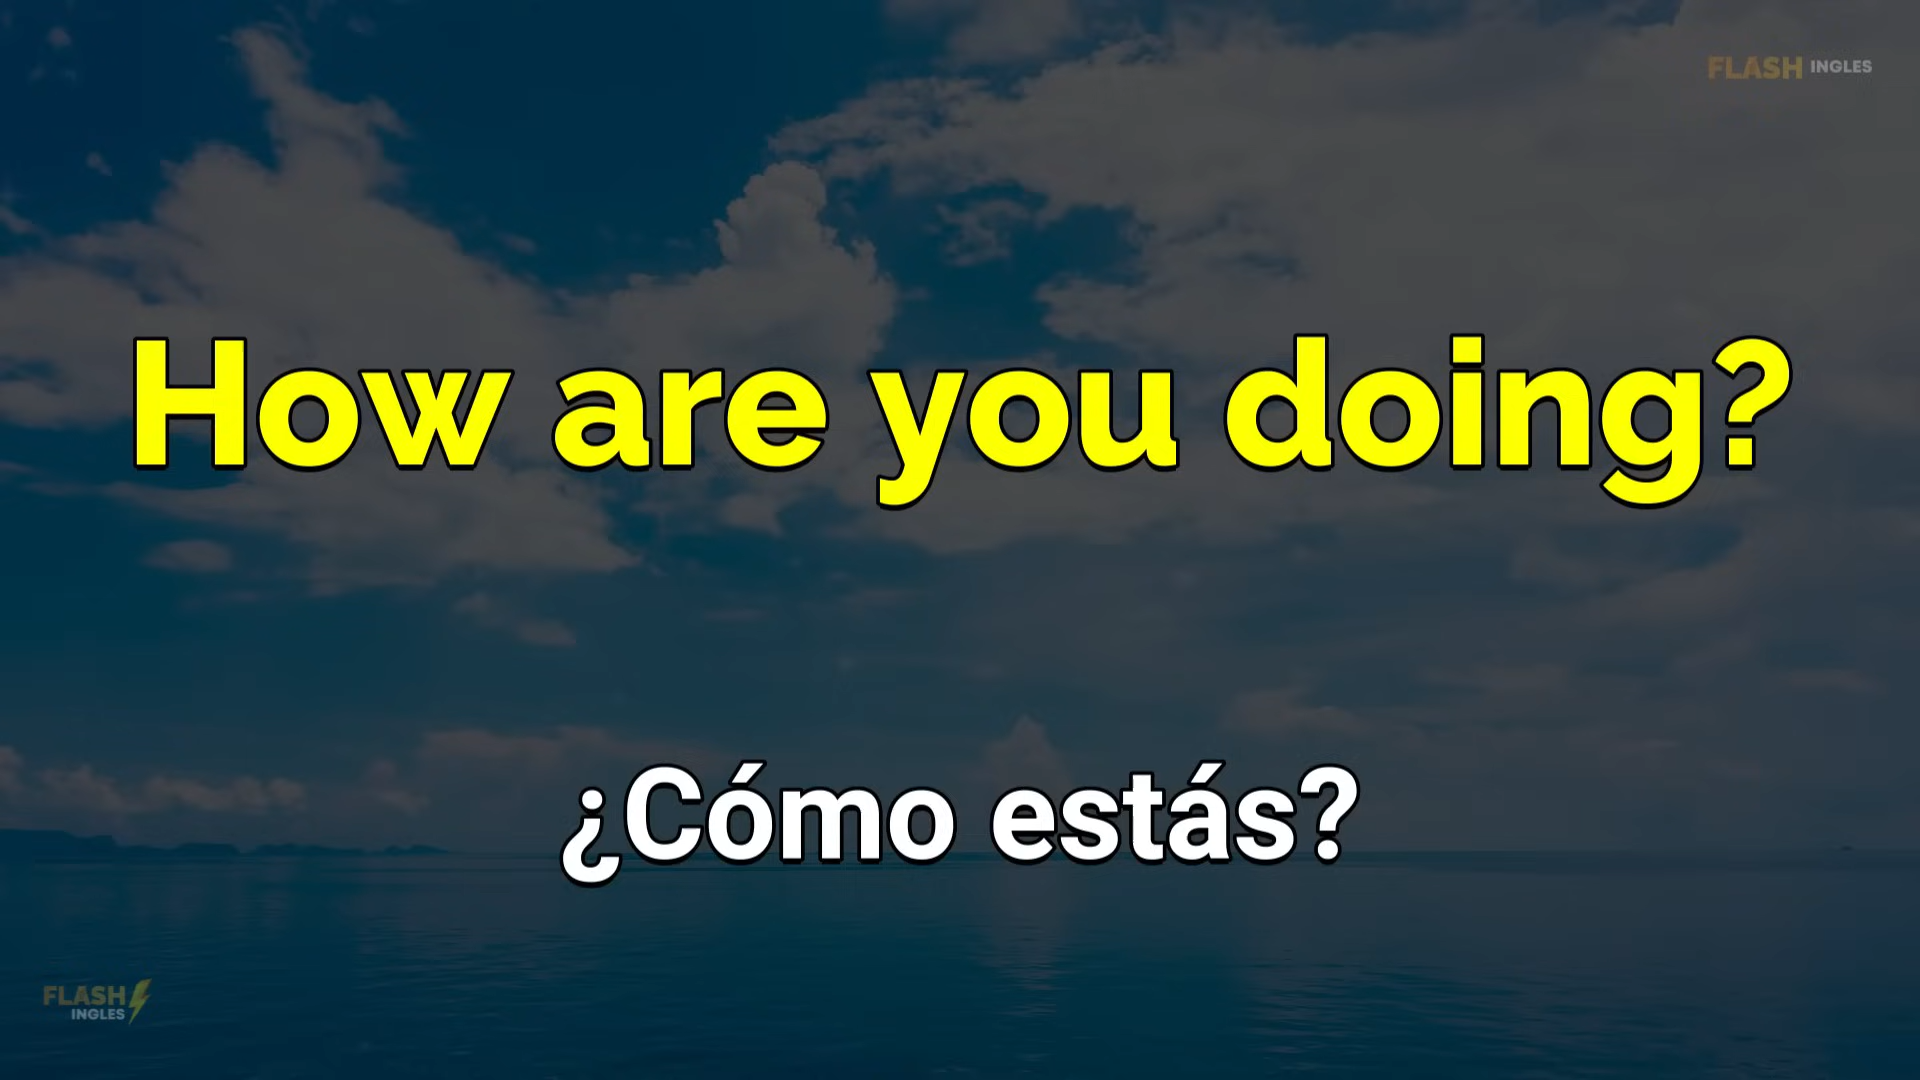 FLASH INGLES
How are you doing?
¿Cómo estás?
FLASH
INGLES